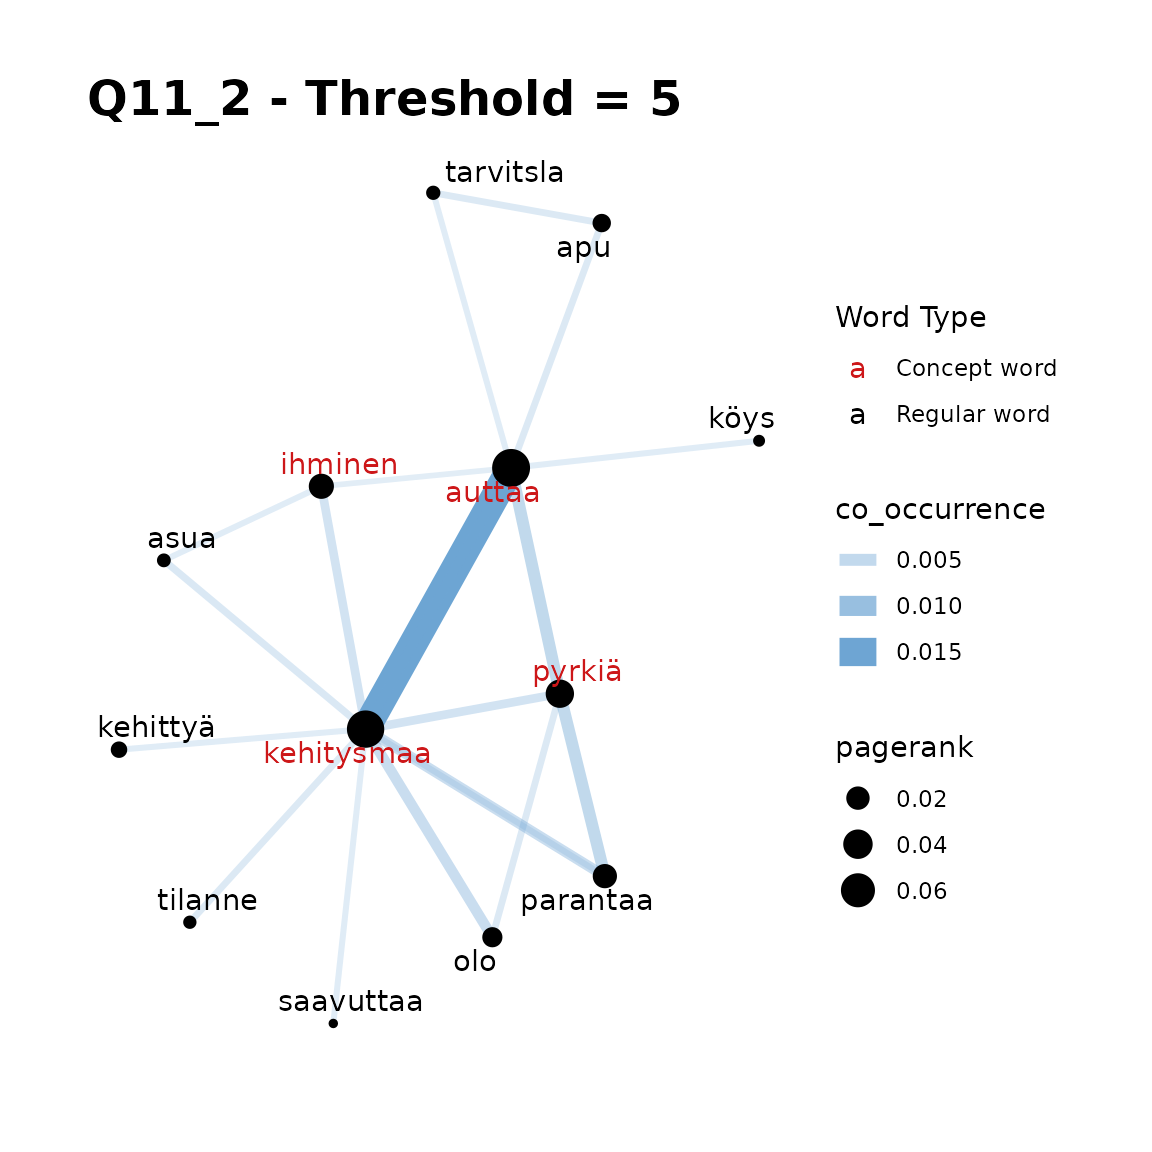 Q11_2 - Threshold = 5
tarvitsla
apu
köys
ihminen
auttaa
asua
pyrkiä
kehittyä
kehitysmaa
tilanne
parantaa
olo
saavuttaa
Word Type
a Concept word
a Regular word
co_occurrence
0.005
0.010
0.015
pagerank
0.02
0.04
0.06